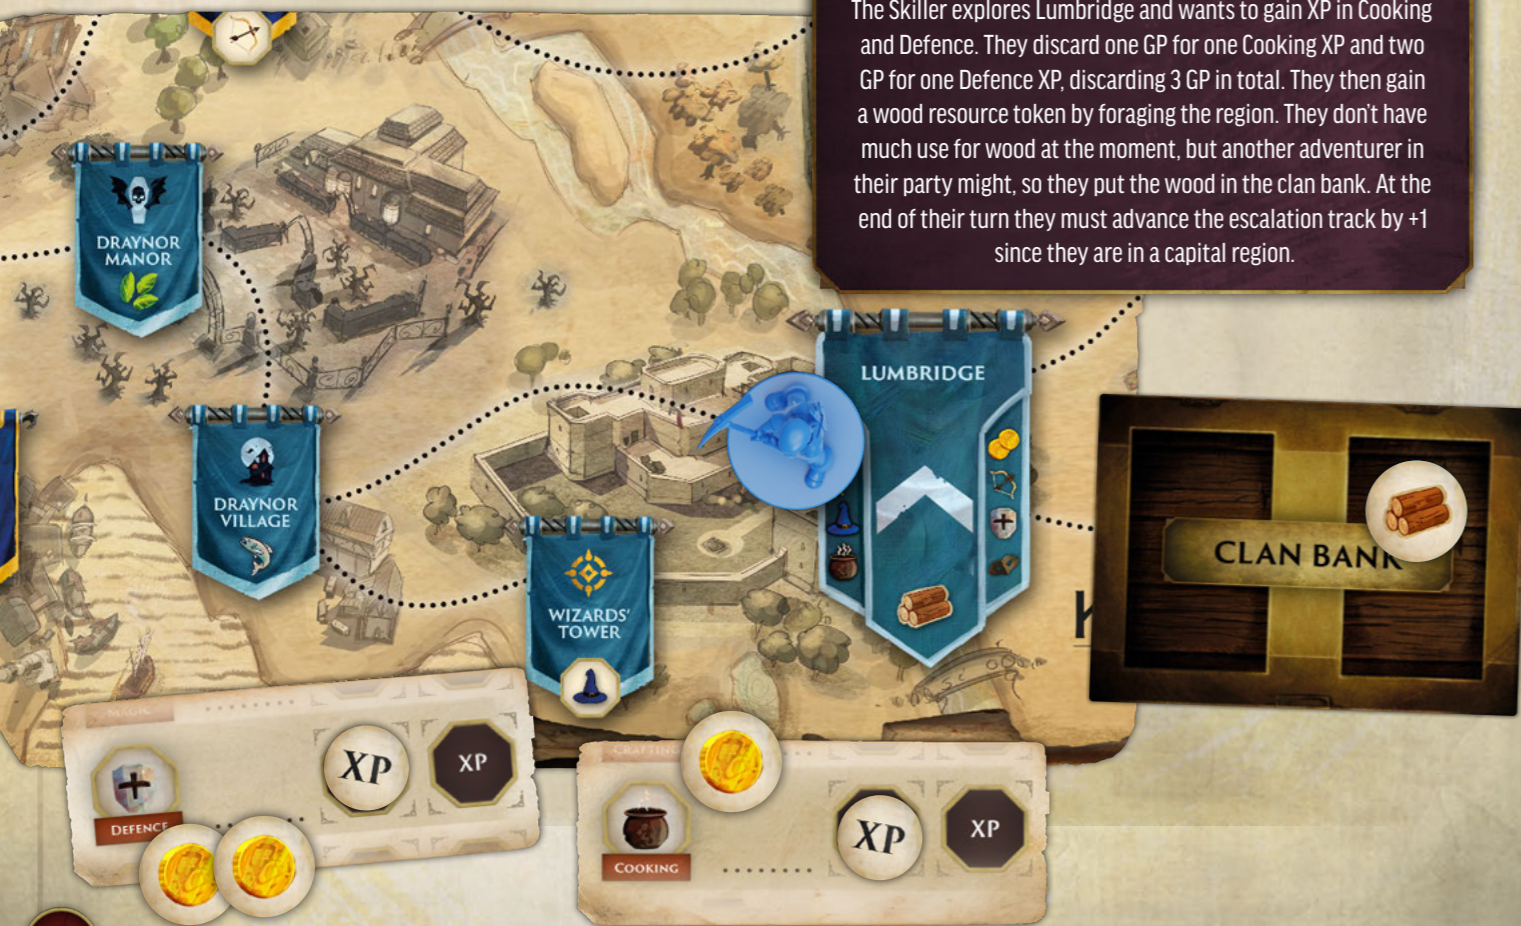 The Skiller explores Lumbridge and wants to gain XP in Cooking
and Defence. They discard one GP for one Cooking XP and two
GP for one Defence XP, discarding 3 GP in total. They then gain
a wood resource token by foraging the region. They don't have
much use for wood at the moment, but another adventurer in
their party might, so they put the wood in the clan bank. At the
end of their turn they must advance the escalation track by +1
since they are in a capital region.
DRAYNOR
MANOR
LUMBRIDGE
DRAYNOR
VILLAGE
WIZARDS'
TOWER
CLAN BANK
MAGIC
XP
XP
DEFENCE
CRAFTING
XP
XP
COOKING